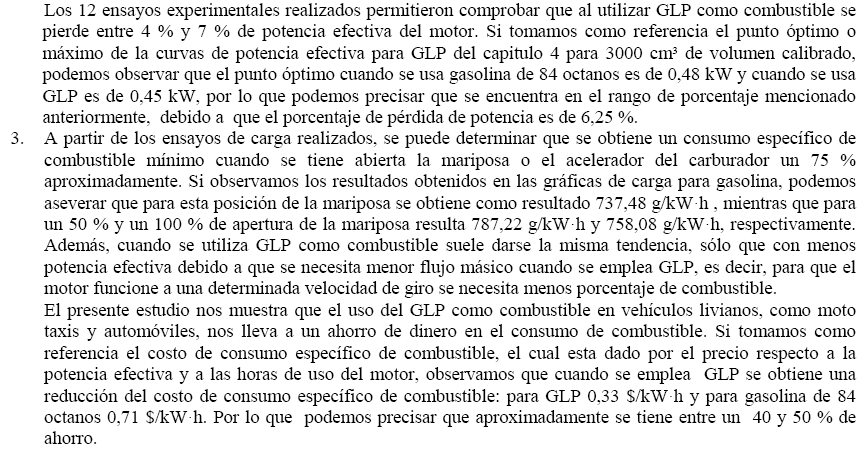 Los 12 ensayos experimentales realizados permitieron comprobar que al utilizar GLP como combustible se
pierde entre 4 % y 7 % de potencia efectiva del motor. Si tomamos como referencia el punto óptimo o
máximo de la curvas de potencia efectiva para GLP del capitulo 4 para 3000 cm³ de volumen calibrado,
podemos observar que el punto óptimo cuando se usa gasolina de 84 octanos es de 0,48 kW y cuando se usa
GLP es de 0,45 kW, por lo que podemos precisar que se encuentra en el rango de porcentaje mencionado
anteriormente, debido a que el porcentaje de pérdida de potencia es de 6,25 %.
3. A partir de los ensayos de carga realizados, se puede determinar que se obtiene un consumo específico de
combustible mínimo cuando se tiene abierta la mariposa o el acelerador del carburador un 75 %
aproximadamente. Si observamos los resultados obtenidos en las gráficas de carga para gasolina, podemos
aseverar que para esta posición de la mariposa se obtiene como resultado 737,48 g/kW·h , mientras que para
un 50 % y un 100 % de apertura de la mariposa resulta 787,22 g/kW·h y 758,08 g/kW·h, respectivamente.
Además, cuando se utiliza GLP como combustible suele darse la misma tendencia, sólo que con menos
potencia efectiva debido a que se necesita menor flujo másico cuando se emplea GLP, es decir, para que el
motor funcione a una determinada velocidad de giro se necesita menos porcentaje de combustible.
El presente estudio nos muestra que el uso del GLP como combustible en vehículos livianos, como moto
taxis y automóviles, nos lleva a un ahorro de dinero en el consumo de combustible. Si tomamos como
referencia el costo de consumo específico de combustible, el cual esta dado por el precio respecto a la
potencia efectiva y a las horas de uso del motor, observamos que cuando se emplea GLP se obtiene una
reducción del costo de consumo específico de combustible: para GLP 0,33 $/kW·h y para gasolina de 84
octanos 0,71 $/kW·h. Por lo que podemos precisar que aproximadamente se tiene entre un 40 y 50 % de
ahorro.